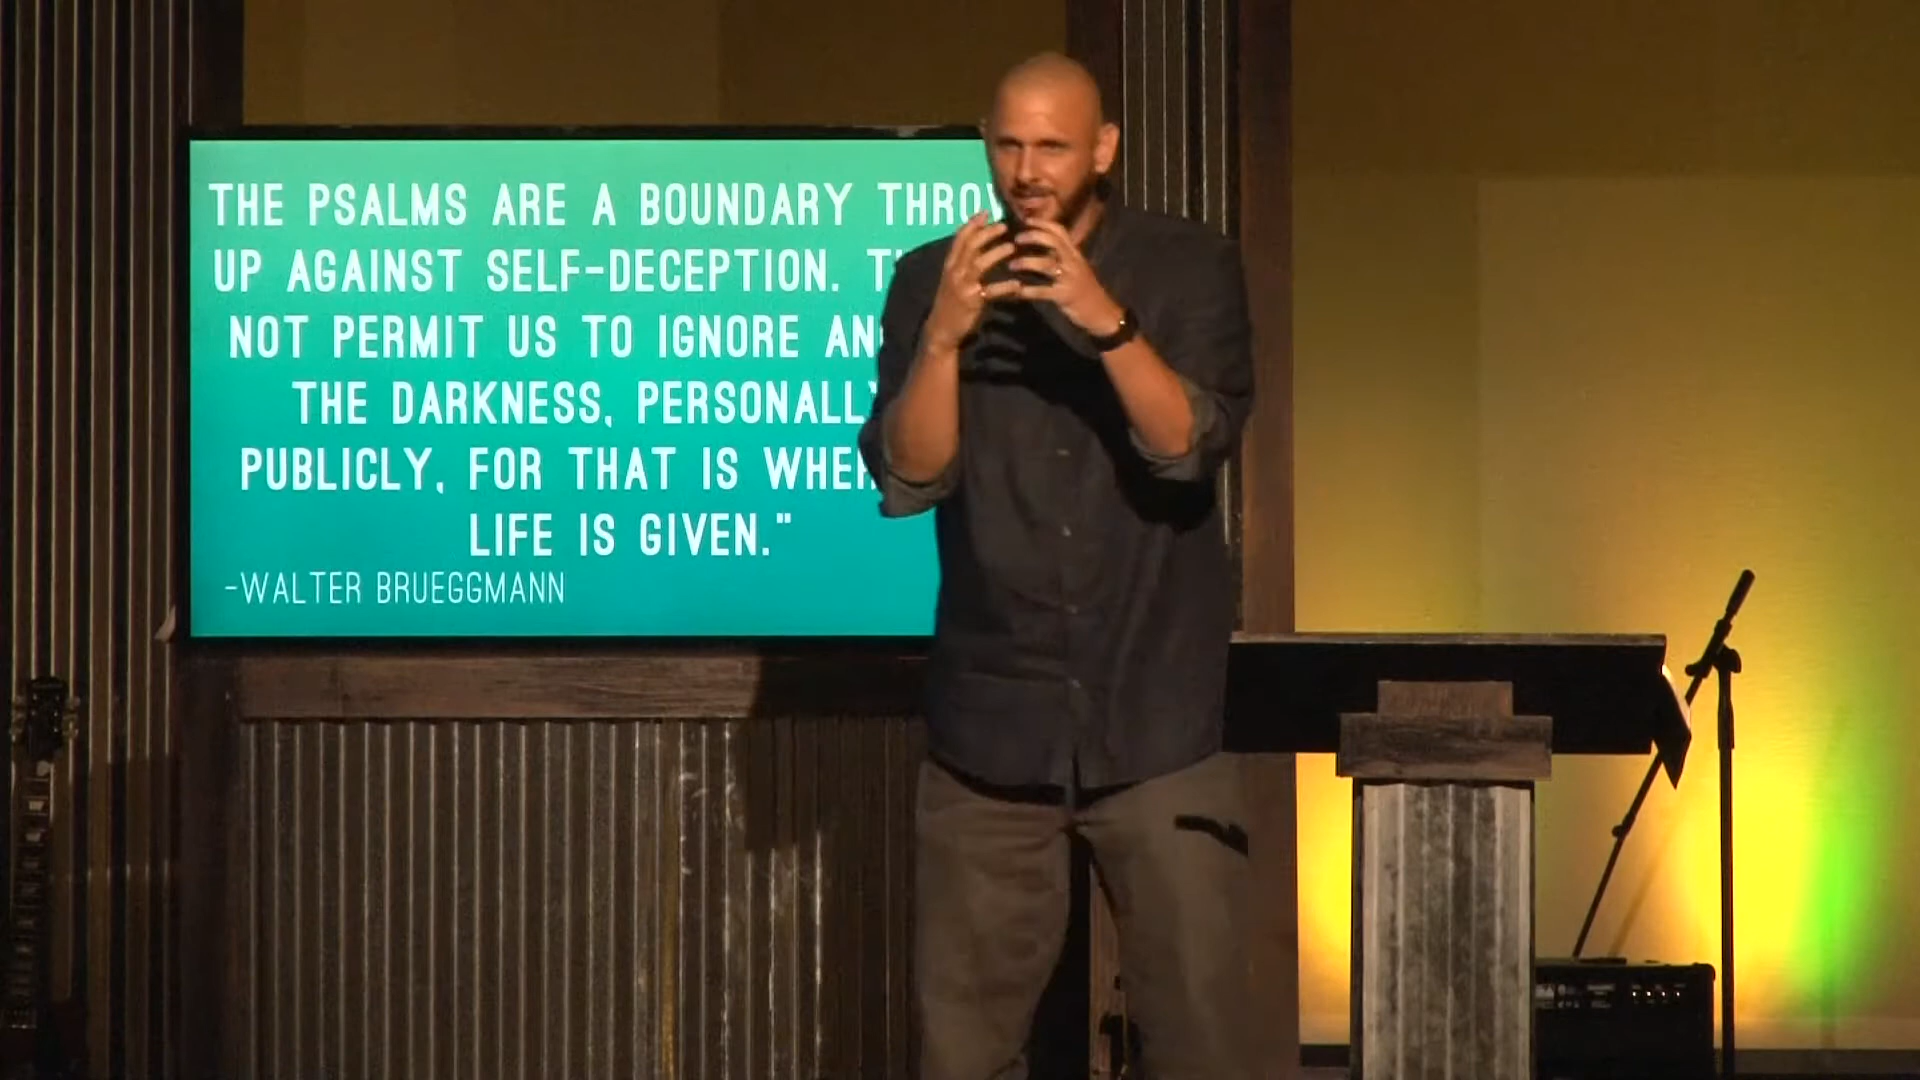 THE PSALMS ARE A BOUNDARY
UP AGAINST SELF-DECEPTION.
NOT PERMIT US TO IGNORE
THE DARKNESS, PERSONALLY
PUBLICLY, FOR THAT IS
LIFE IS GIVEN."
-WALTER BRUEGGMANN